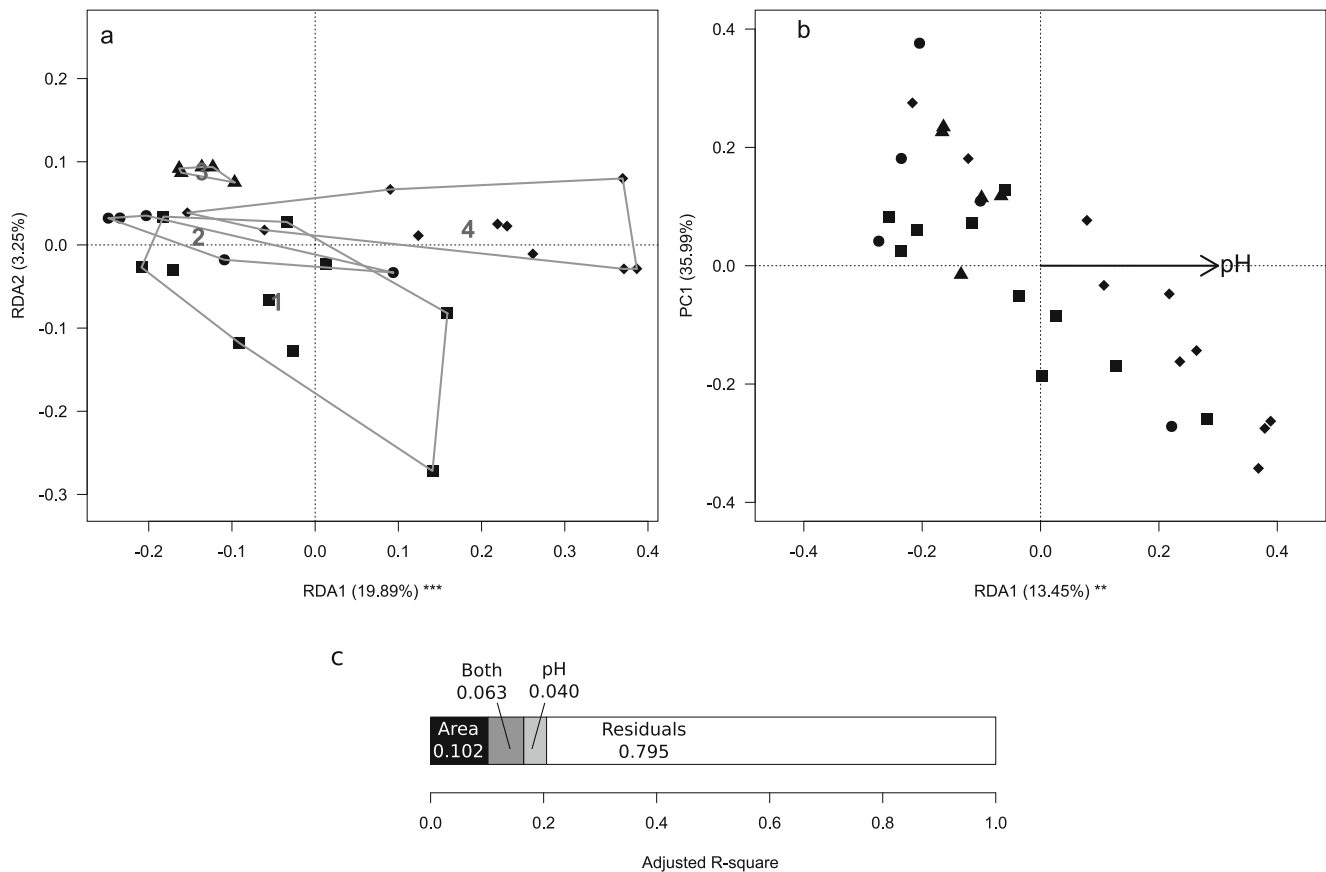 a
0.2
0.1
0.0
-0.1
-0.2
-0.3
RDA2 (3.25%)
3
2
4
1
-0.2 -0.1 0.0 0.1 0.2 0.3 0.4
RDA1 (19.89%) ***
b
0.4
0.2
0.0
-0.2
-0.4
PC1 (35.99%)
pH
-0.4 -0.2 0.0 0.2 0.4
RDA1 (13.45%) **
c
Both pH
0.063 0.040
Area Residuals
0.102 0.795
0.0 0.2 0.4 0.6 0.8 1.0
Adjusted R-square